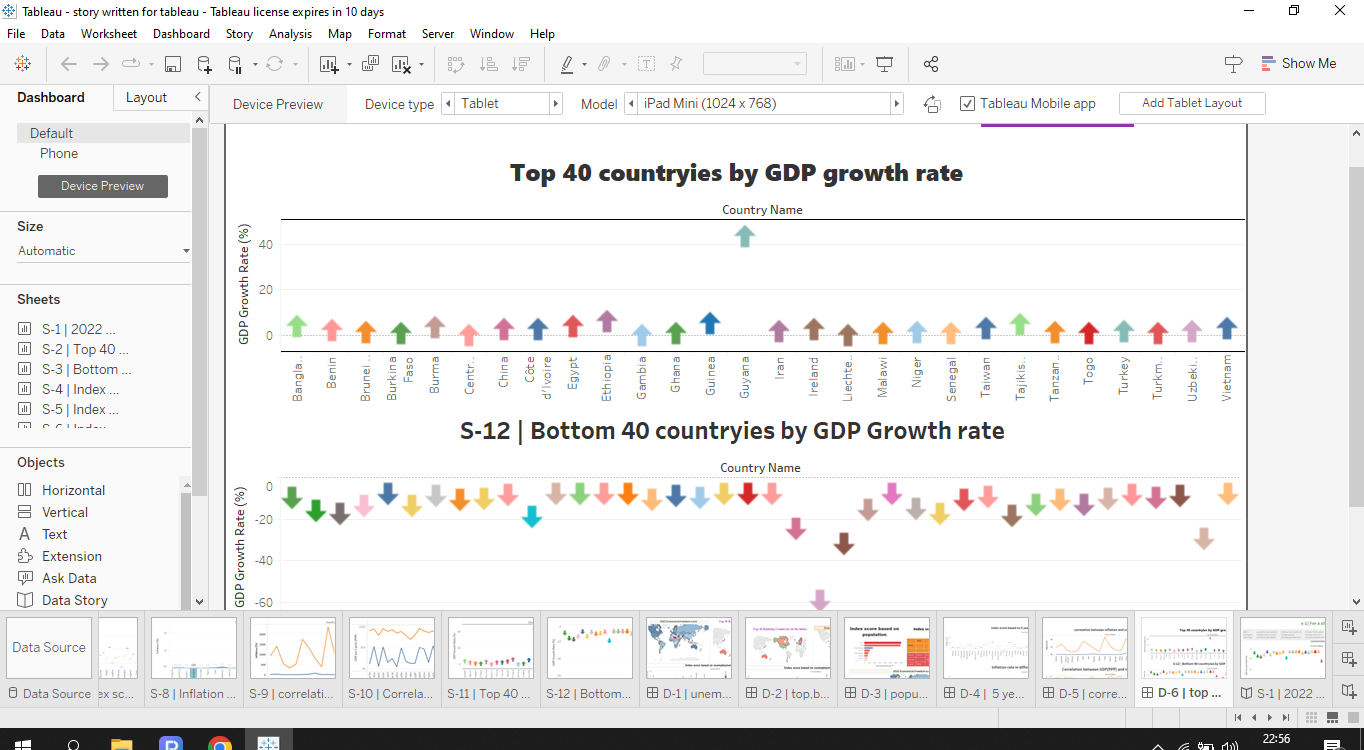 Tableau - story written for tableau - Tableau license expires in 10 days
File Data Worksheet Dashboard Story Analysis Map Format Server Window Help
Show Me
Dashboard Layout
Device Preview Device type Tablet Model iPad Mini (1024 x 768) Tableau Mobile app Add Tablet Layout
Default
Phone
Device Preview
Size
Automatic
Sheets
S-1 | 2022 ...
S-2 | Top 40 ...
S-3 | Bottom ...
S-4 | Index ...
S-5 | Index ...
Objects
Horizontal
Vertical
Text
Extension
Ask Data
Data Story
Top 40 countryies by GDP growth rate
Country Name
GDP Growth Rate (%)
40
20
0
Bangla..
Benin
Brunei..
Burkina Faso
Burma
Centr..
China
Côte d'Ivoire
Egypt
Ethiopia
Gambia
Ghana
Guinea
Guyana
Iran
Ireland
Liechte..
Malawi
Niger
Senegal
Taiwan
Tajikis..
Tanzan..
Togo
Turkey
Turkm..
Uzbeki..
Vietnam
S-12 | Bottom 40 countryies by GDP Growth rate
Country Name
GDP Growth Rate (%)
0
-20
-40
-60
Data Source
Data Source ex sc... S-8 | Inflation ... S-9 | correlati... S-10 | Correla... S-11 | Top 40 ... S-12 | Bottom... D-1 | unem... D-2 | top,b... D-3 | popu... D-4 | 5 ye... D-5 | corre... D-6 | top ... S-1 | 2022 ...
22:56